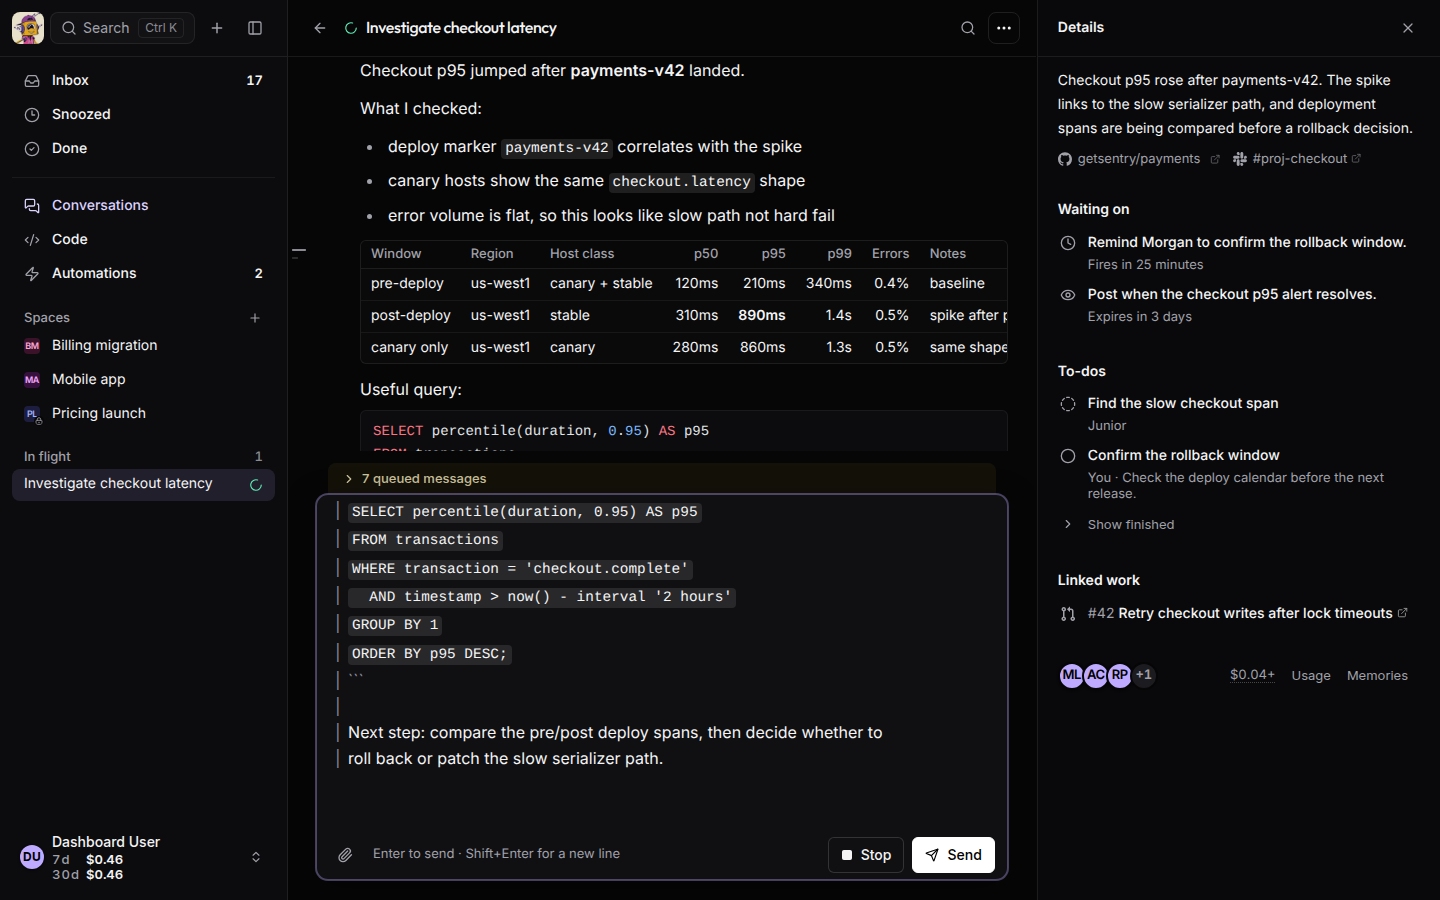 Search Ctrl K
Inbox 17
Snoozed
Done
Conversations
Code
Automations 2
Spaces
BM Billing migration
MA Mobile app
PL Pricing launch
In flight 1
Investigate checkout latency
DU Dashboard User
7d $0.46
30d $0.46
Investigate checkout latency
Checkout p95 jumped after payments-v42 landed.
What I checked:
deploy marker payments-v42 correlates with the spike
canary hosts show the same checkout.latency shape
error volume is flat, so this looks like slow path not hard fail
Window Region Host class p50 p95 p99 Errors Notes
pre-deploy us-west1 canary + stable 120ms 210ms 340ms 0.4% baseline
post-deploy us-west1 stable 310ms 890ms 1.4s 0.5% spike after
canary only us-west1 canary 280ms 860ms 1.3s 0.5% same shape
Useful query:
SELECT percentile(duration, 0.95) AS p95
7 queued messages
SELECT percentile(duration, 0.95) AS p95
FROM transactions
WHERE transaction = 'checkout.complete'
AND timestamp > now() - interval '2 hours'
GROUP BY 1
ORDER BY p95 DESC;
```
Next step: compare the pre/post deploy spans, then decide whether to
roll back or patch the slow serializer path.
Enter to send · Shift+Enter for a new line
Stop
Send
Details
Checkout p95 rose after payments-v42. The spike
links to the slow serializer path, and deployment
spans are being compared before a rollback decision.
getsentry/payments #proj-checkout
Waiting on
Remind Morgan to confirm the rollback window.
Fires in 25 minutes
Post when the checkout p95 alert resolves.
Expires in 3 days
To-dos
Find the slow checkout span
Junior
Confirm the rollback window
You · Check the deploy calendar before the next
release.
Show finished
Linked work
#42 Retry checkout writes after lock timeouts
ML AC RP +1 $0.04+ Usage Memories